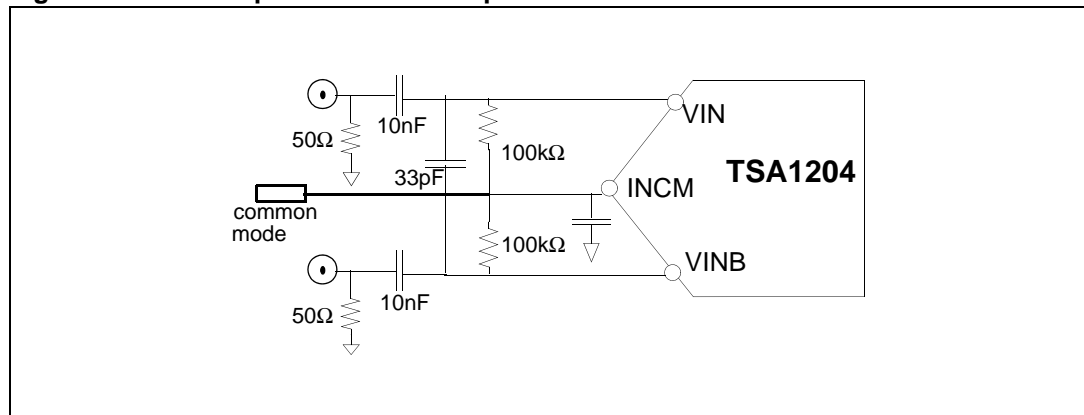 50Ω
10nF
33pF
100kΩ
VIN
common
mode
INCM
TSA1204
100kΩ
VINB
50Ω
10nF